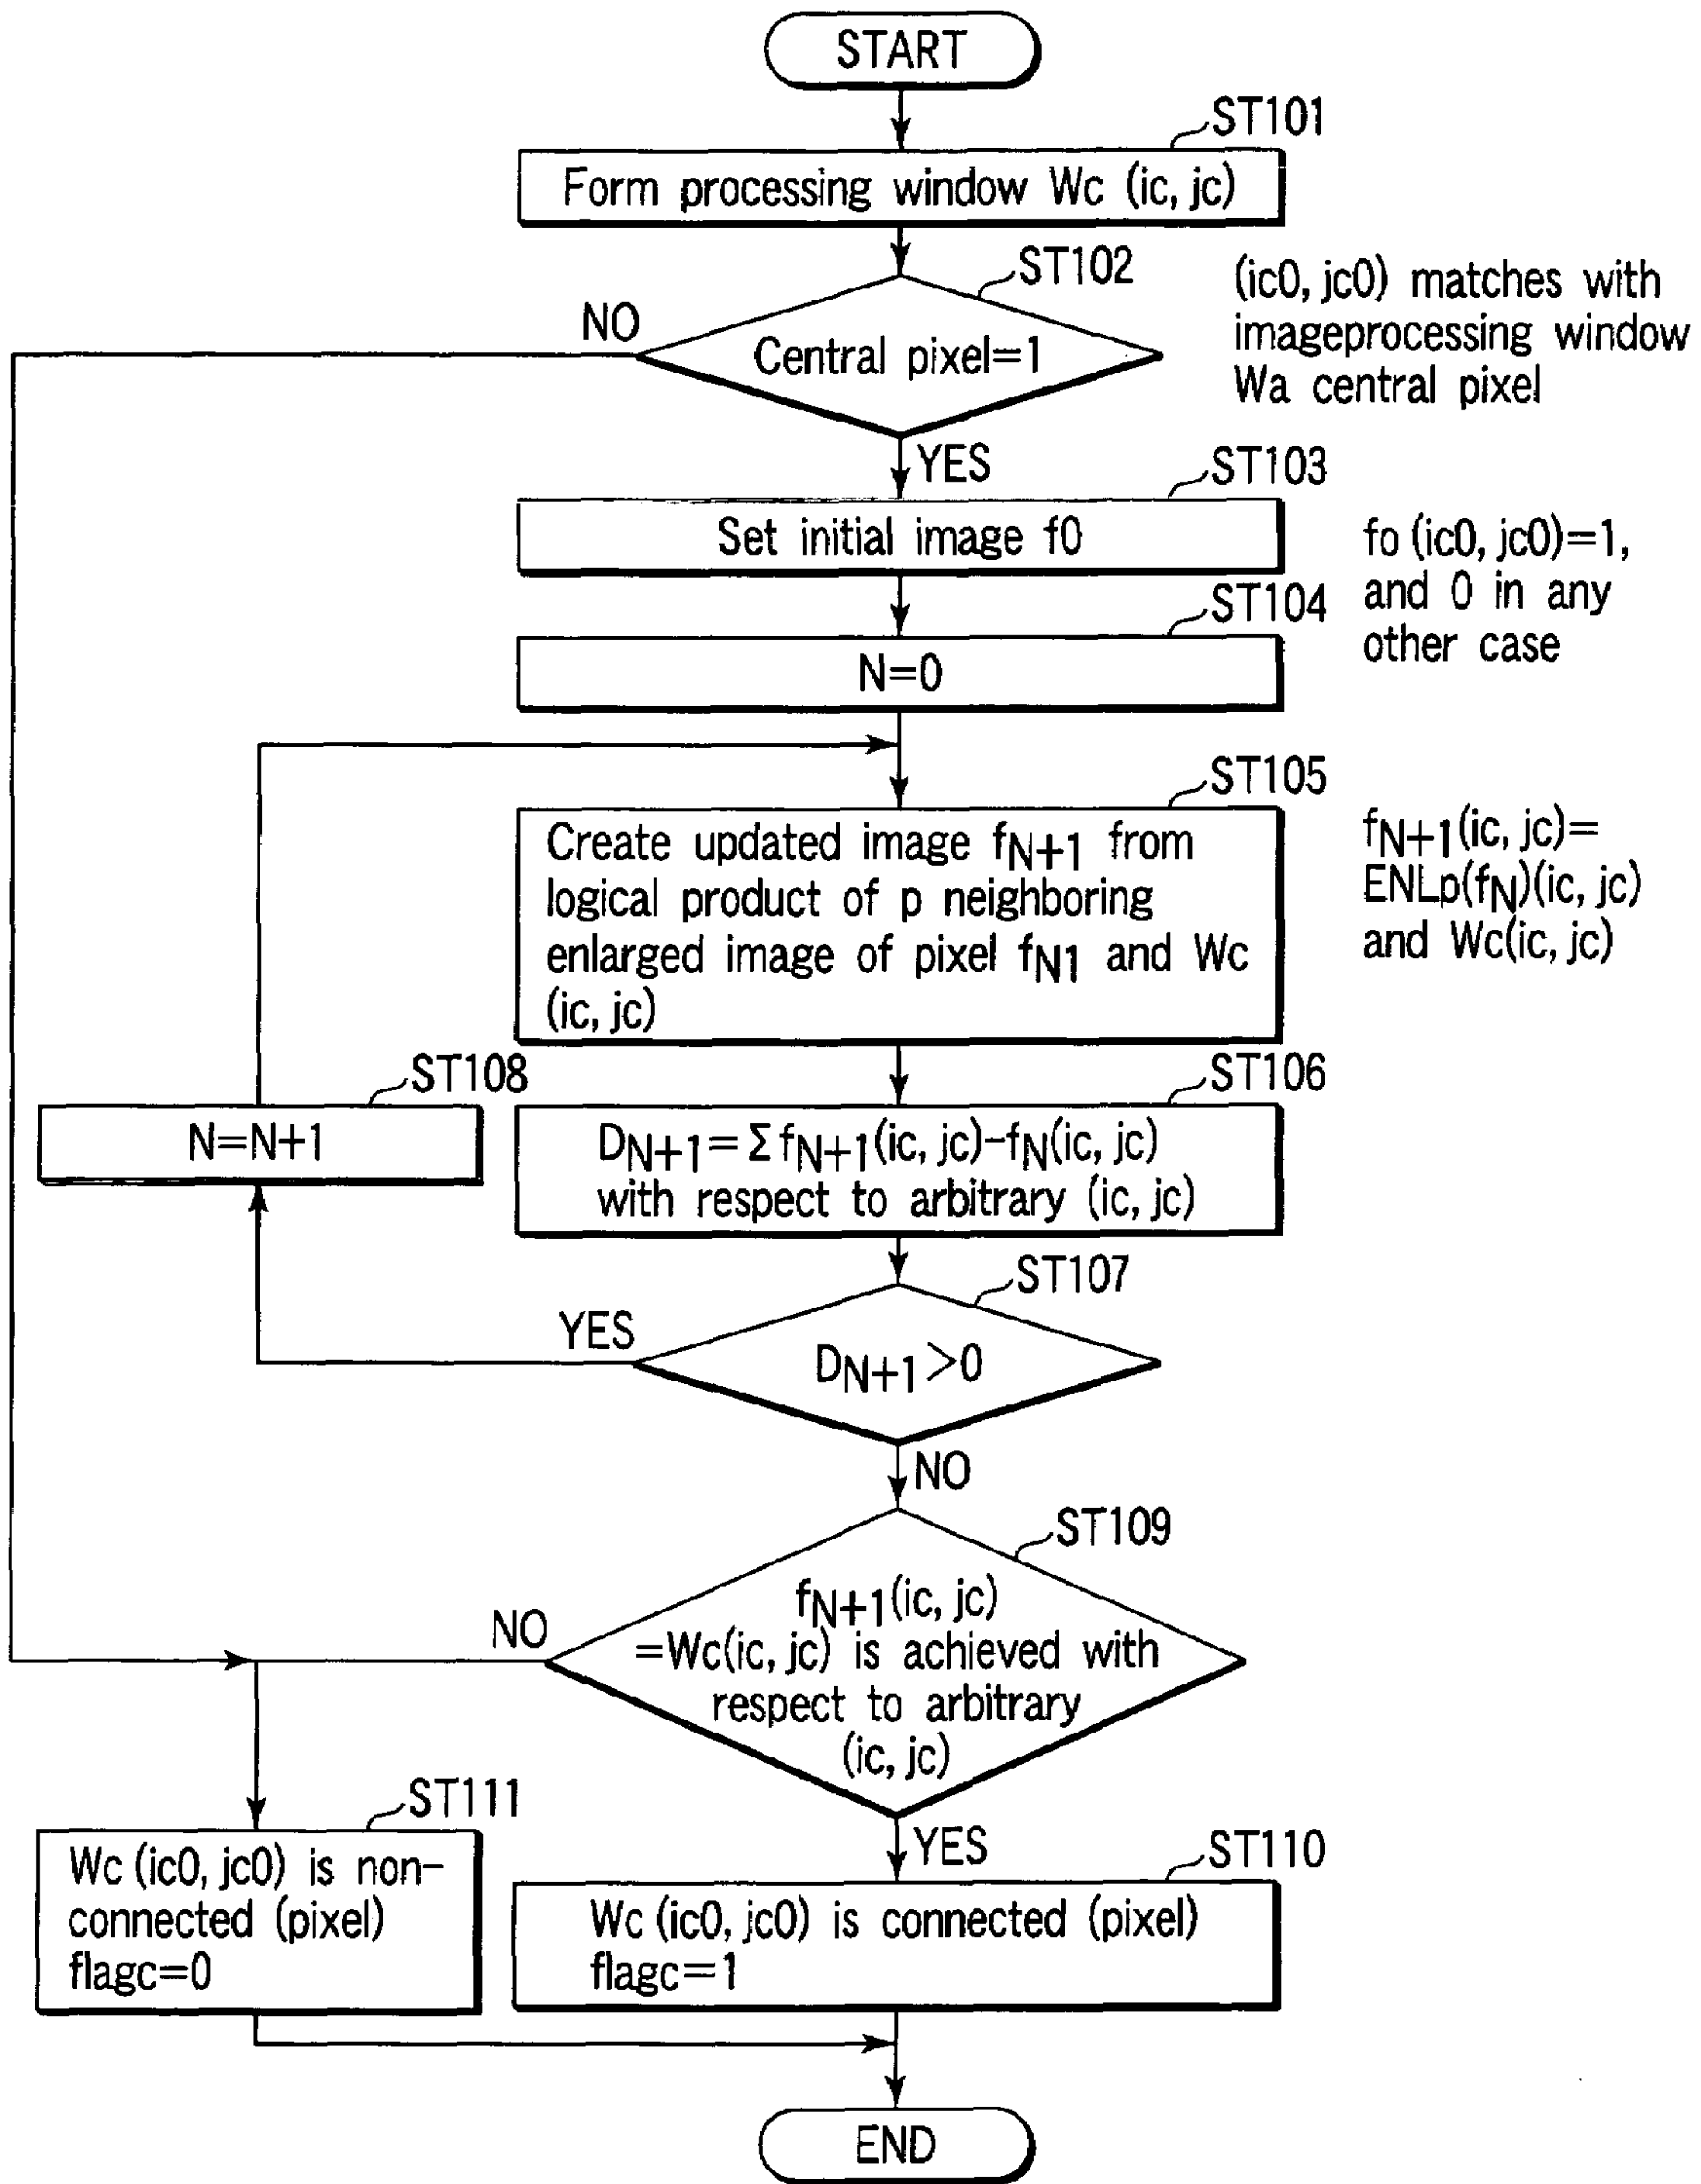 START
ST101
Form processing window Wc (ic, jc)
ST102
(ic0, jc0) matches with
imageprocessing window
Wa central pixel
NO
Central pixel=1
YES
ST103
Set initial image f0
fo (ic0, jc0)=1,
and 0 in any
other case
ST104
N=0
ST105
Create updated image fN+1 from
logical product of p neighboring
enlarged image of pixel fN1 and Wc
(ic, jc)
fN+1(ic, jc)=
ENLp(fN)(ic, jc)
and Wc(ic, jc)
ST108
N=N+1
ST106
DN+1=ΣfN+1(ic, jc)-fN(ic, jc)
with respect to arbitrary (ic, jc)
ST107
YES
DN+1>0
NO
ST109
NO
fN+1(ic, jc)
=Wc(ic, jc) is achieved with
respect to arbitrary
(ic, jc)
YES
ST111
Wc (ic0, jc0) is non-
connected (pixel)
flagc=0
ST110
Wc (ic0, jc0) is connected (pixel)
flagc=1
END